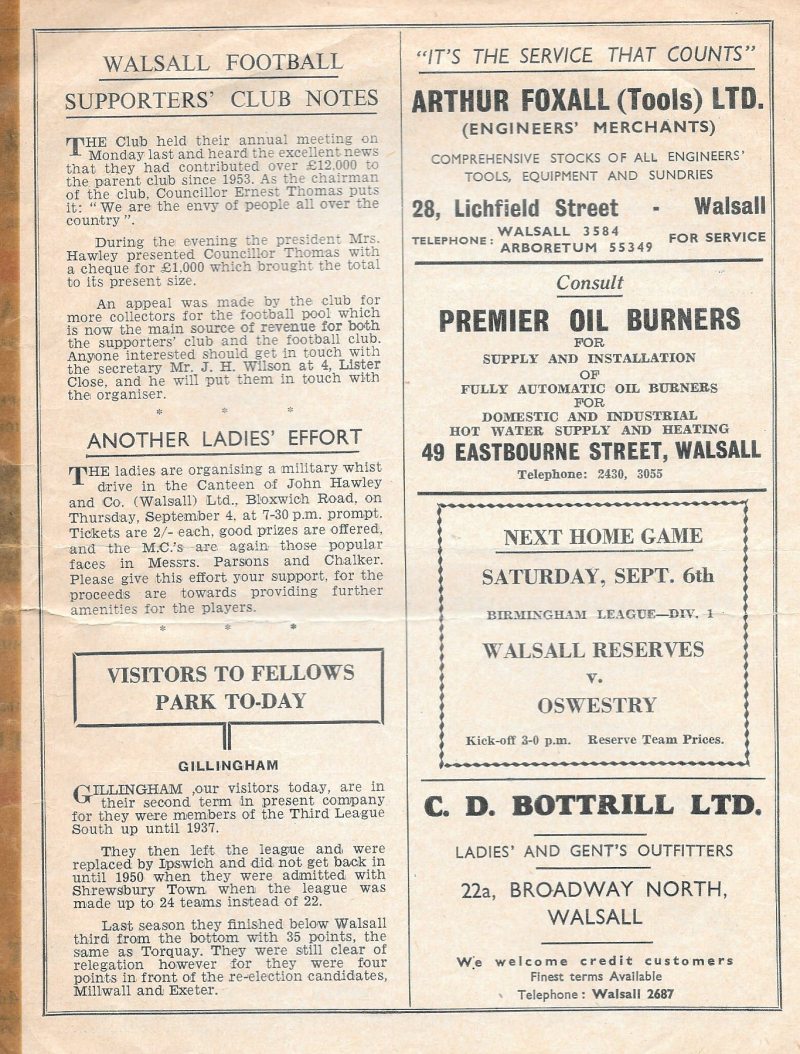 WALSALL FOOTBALL
SUPPORTERS' CLUB NOTES
THE Club held their annual meeting on
Monday last and heard the excellent news
that they had contributed over £12,000 to
the parent club since 1953. As the chairman
of the club, Councillor Ernest Thomas puts
it: "We are the envy of people all over the
country".
During the evening the president Mrs.
Hawley presented Councillor Thomas with
a cheque for £1,000 which brought the total
to its present size.
An appeal was made by the club for
more collectors for the football pool which
is now the main source of revenue for both
the supporters' club and the football club.
Anyone interested should get in touch with
the secretary Mr. J. H. Wilson at 4, Lister
Close, and he will put them in touch with
the organiser.
* * *
ANOTHER LADIES' EFFORT
THE ladies are organising a military whist
drive in the Canteen of John Hawley
and Co. (Walsall) Ltd., Bloxwich Road, on
Thursday, September 4, at 7-30 p.m. prompt.
Tickets are 2/- each, good prizes are offered,
and the M.C.'s are again those popular
faces in Messrs. Parsons and Chalker.
Please give this effort your support, for the
proceeds are towards providing further
amenities for the players.
* * *
VISITORS TO FELLOWS
PARK TO-DAY
GILLINGHAM
GILLINGHAM ,our visitors today, are in
their second term in present company
for they were members of the Third League
South up until 1937.
They then left the league and were
replaced by Ipswich and did not get back in
until 1950 when they were admitted with
Shrewsbury Town when the league was
made up to 24 teams instead of 22.
Last season they finished below Walsall
third from the bottom with 35 points, the
same as Torquay. They were still clear of
relegation however for they were four
points in front of the re-election candidates,
Millwall and Exeter.
"IT'S THE SERVICE THAT COUNTS"
ARTHUR FOXALL (Tools) LTD.
(ENGINEERS' MERCHANTS)
COMPREHENSIVE STOCKS OF ALL ENGINEERS'
TOOLS, EQUIPMENT AND SUNDRIES
28, Lichfield Street - Walsall
TELEPHONE: WALSALL 3584
ARBORETUM 55349 FOR SERVICE
Consult
PREMIER OIL BURNERS
FOR
SUPPLY AND INSTALLATION
OF
FULLY AUTOMATIC OIL BURNERS
FOR
DOMESTIC AND INDUSTRIAL
HOT WATER SUPPLY AND HEATING
49 EASTBOURNE STREET, WALSALL
Telephone: 2430, 3055
NEXT HOME GAME
SATURDAY, SEPT. 6th
BIRMINGHAM LEAGUE—DIV. 1
WALSALL RESERVES
v.
OSWESTRY
Kick-off 3-0 p.m. Reserve Team Prices.
C. D. BOTTRILL LTD.
LADIES' AND GENT'S OUTFITTERS
22a, BROADWAY NORTH,
WALSALL
We welcome credit customers
Finest terms Available
Telephone: Walsall 2687